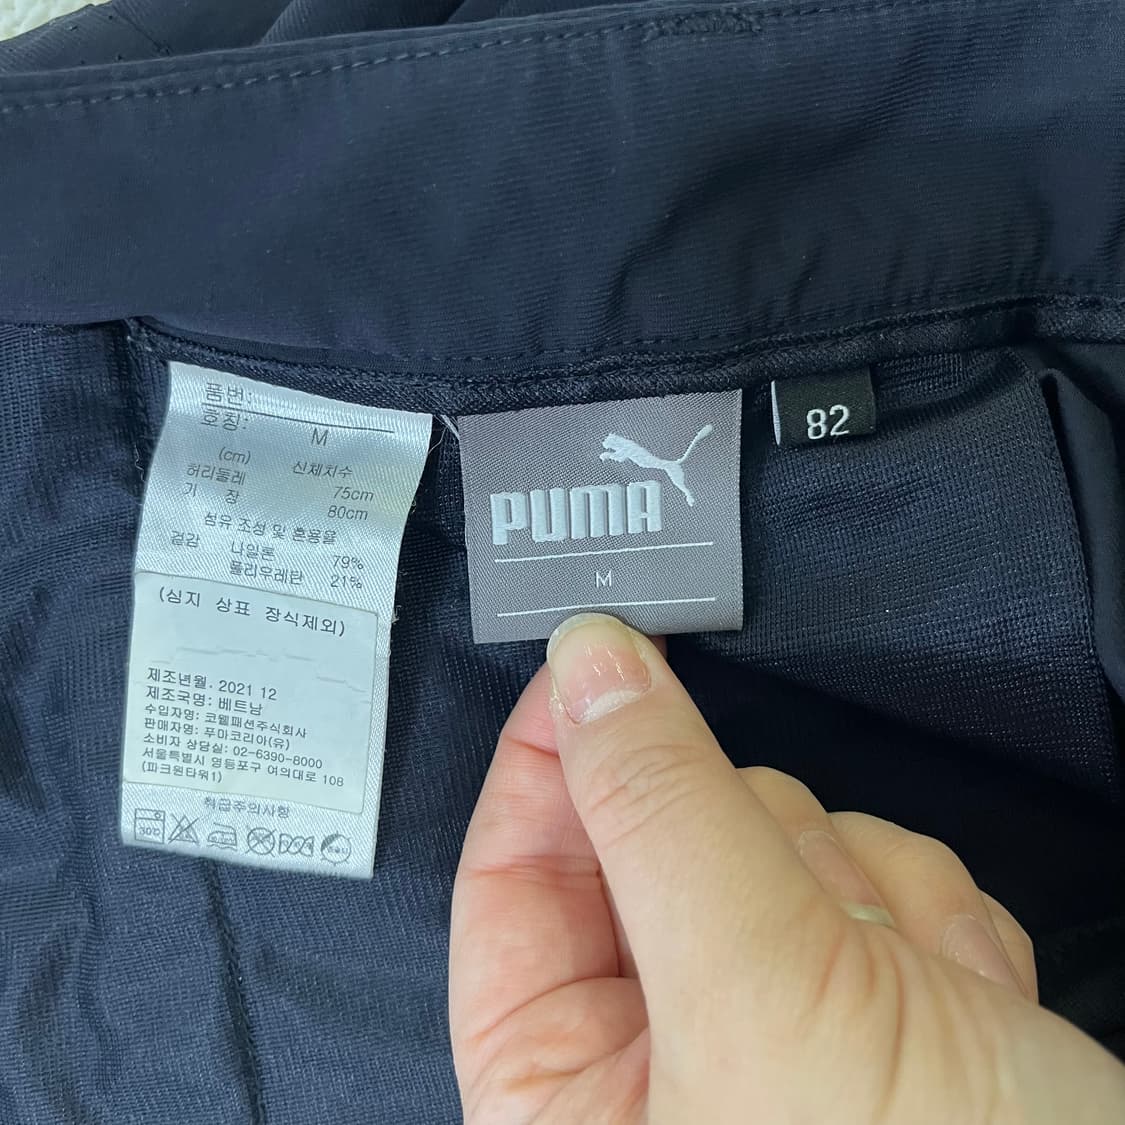 품번:
호칭: M
(cm) 신체치수
허리둘레 75cm
기 장 80cm
섬유 조성 및 혼용율
겉감 나일론 79%
폴리우레탄 21%
(심지 상표 장식제외)
제조년월. 2021 12
제조국명: 베트남
수입자명: 코웰패션주식회사
판매자명: 푸마코리아(유)
소비자 상담실: 02-6390-8000
서울특별시 영등포구 여의대로 108
(파크원타워1)
취급주의사항
30℃
PUMA
M
82